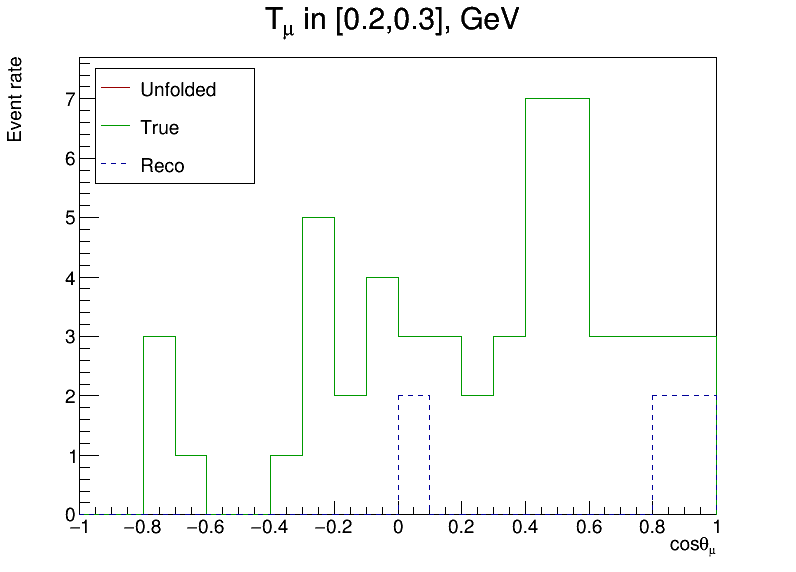 Tμ in [0.2,0.3], GeV
Event rate
Unfolded
True
Reco
7
6
5
4
3
2
1
0
−1 −0.8 −0.6 −0.4 −0.2 0 0.2 0.4 0.6 0.8 1
cosθμ